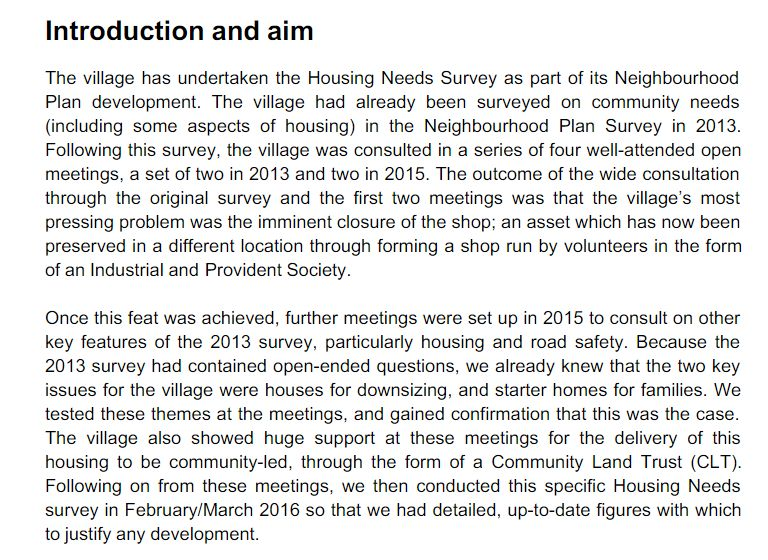 Introduction and aim
The village has undertaken the Housing Needs Survey as part of its Neighbourhood
Plan development. The village had already been surveyed on community needs
(including some aspects of housing) in the Neighbourhood Plan Survey in 2013.
Following this survey, the village was consulted in a series of four well-attended open
meetings, a set of two in 2013 and two in 2015. The outcome of the wide consultation
through the original survey and the first two meetings was that the village's most
pressing problem was the imminent closure of the shop; an asset which has now been
preserved in a different location through forming a shop run by volunteers in the form
of an Industrial and Provident Society.
Once this feat was achieved, further meetings were set up in 2015 to consult on other
key features of the 2013 survey, particularly housing and road safety. Because the
2013 survey had contained open-ended questions, we already knew that the two key
issues for the village were houses for downsizing, and starter homes for families. We
tested these themes at the meetings, and gained confirmation that this was the case.
The village also showed huge support at these meetings for the delivery of this
housing to be community-led, through the form of a Community Land Trust (CLT).
Following on from these meetings, we then conducted this specific Housing Needs
survey in February/March 2016 so that we had detailed, up-to-date figures with which
to justify any development.